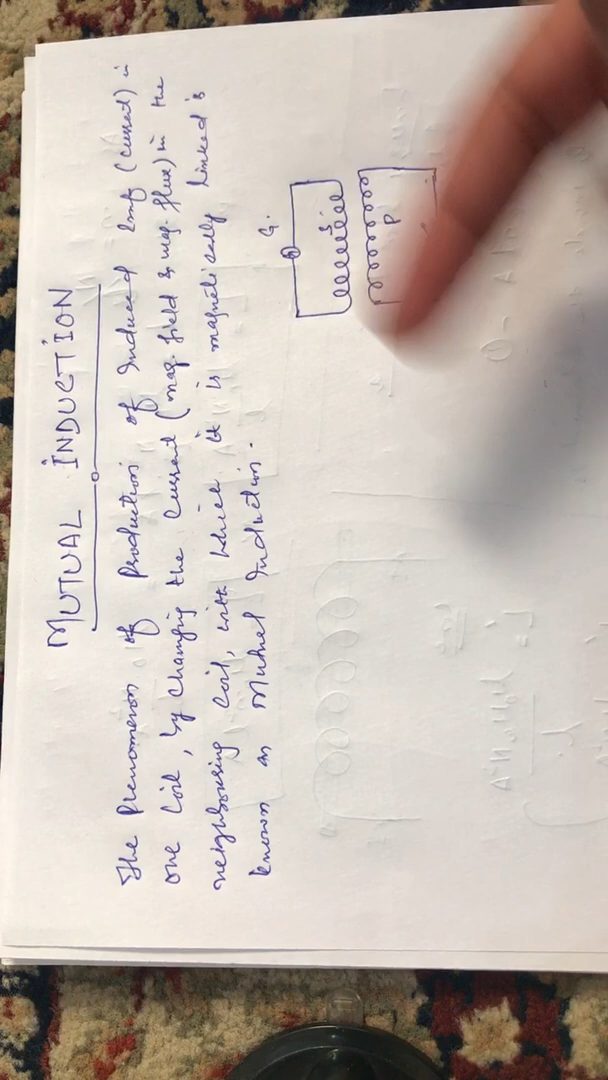 MUTUAL INDUCTION
The Phenomenon of Production of Induced Emf (current) in
one Coil, by Changing the Current (mag. field & mag. flux) in the
neighbouring Coil, with which it is magnetically linked is
known as Mutual Induction.
G.
S
P